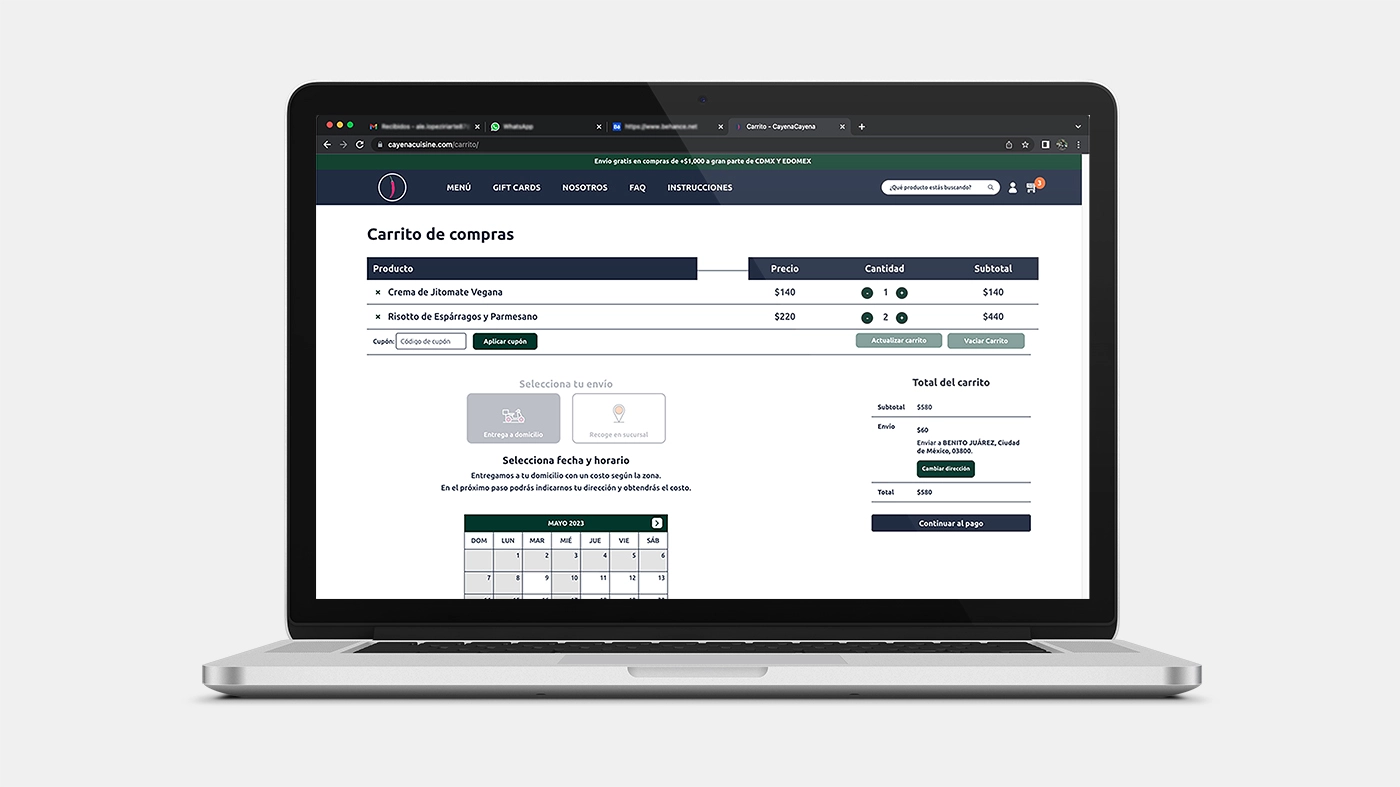 WhatsApp
https://www.behance.net
Carrito – CayenaCayena
cayenacuisine.com/carrito/
Envío gratis en compras de +$1,000 a gran parte de CDMX Y EDOMEX
MENÚ GIFT CARDS NOSOTROS FAQ INSTRUCCIONES ¿Qué producto estás buscando? 3
Carrito de compras
Producto Precio Cantidad Subtotal
× Crema de Jitomate Vegana $140 - 1 + $140
× Risotto de Espárragos y Parmesano $220 - 2 + $440
Cupón: Código de cupón Aplicar cupón Actualizar carrito Vaciar Carrito
Selecciona tu envío
Entrega a domicilio Recoge en sucursal
Selecciona fecha y horario
Entregamos a tu domicilio con un costo según la zona.
En el próximo paso podrás indicarnos tu dirección y obtendrás el costo.
MAYO 2023
DOM LUN MAR MIÉ JUE VIE SÁB
1 2 3 4 5 6
7 8 9 10 11 12 13
Total del carrito
Subtotal $580
Envío $60
Enviar a BENITO JUÁREZ, Ciudad
de México, 03800.
Cambiar dirección
Total $580
Continuar al pago